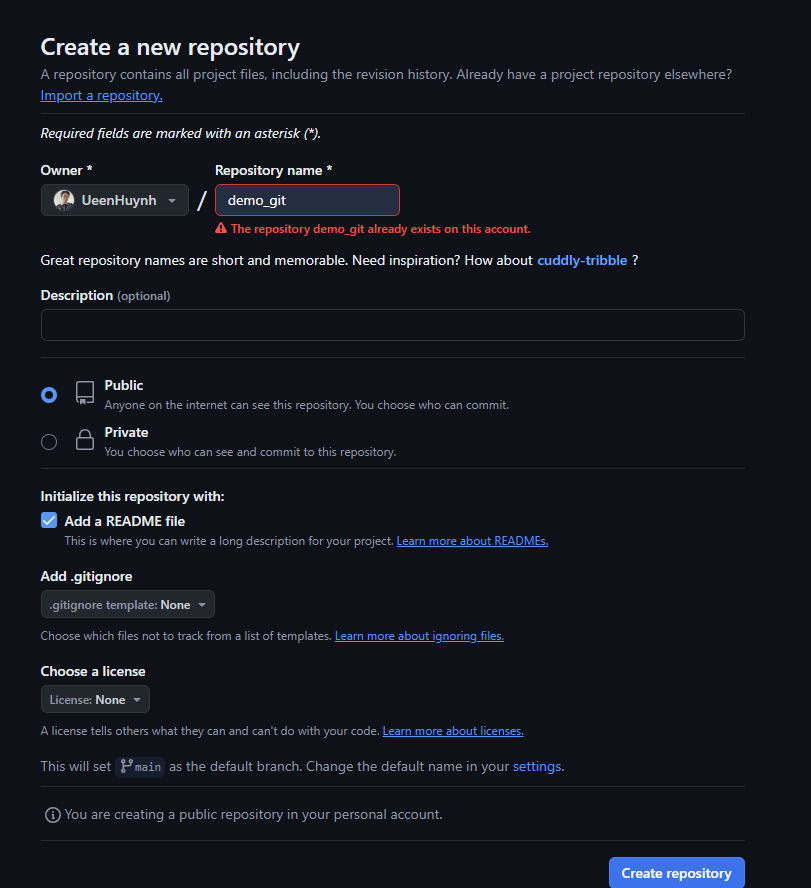 Create a new repository
A repository contains all project files, including the revision history. Already have a project repository elsewhere?
Import a repository.
Required fields are marked with an asterisk (*).
Owner * Repository name *
UeenHuynh / demo_git
The repository demo_git already exists on this account.
Great repository names are short and memorable. Need inspiration? How about cuddly-tribble ?
Description (optional)
Public
Anyone on the internet can see this repository. You choose who can commit.
Private
You choose who can see and commit to this repository.
Initialize this repository with:
Add a README file
This is where you can write a long description for your project. Learn more about READMEs.
Add .gitignore
.gitignore template: None
Choose which files not to track from a list of templates. Learn more about ignoring files.
Choose a license
License: None
A license tells others what they can and can't do with your code. Learn more about licenses.
This will set main as the default branch. Change the default name in your settings.
You are creating a public repository in your personal account.
Create repository